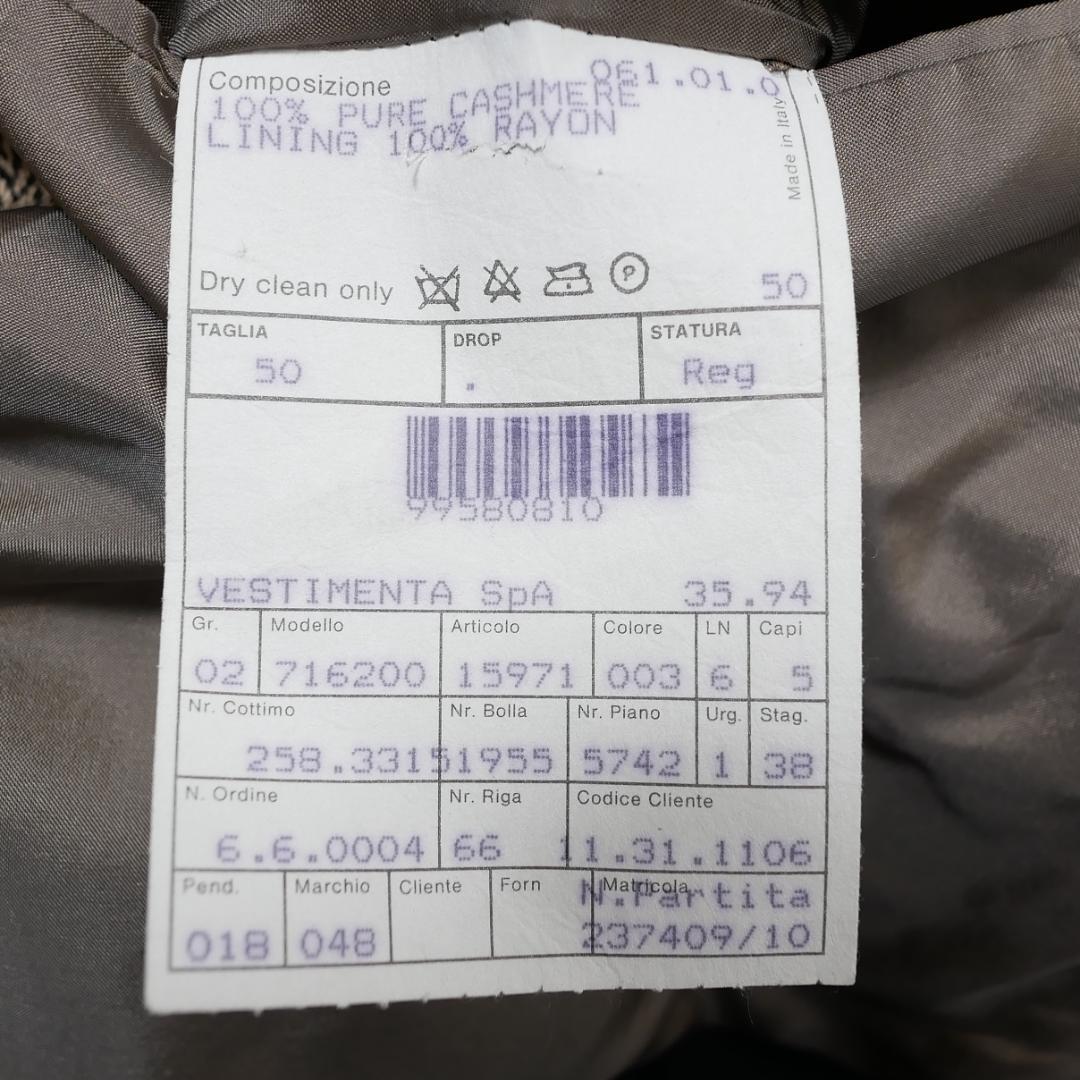 Composizione 061.01.0
100% PURE CASHMERE
LINING 100% RAYON
Made in Italy
Dry clean only P 50
TAGLIA DROP STATURA
50 . Reg
99580810
VESTIMENTA SpA 35.94
Gr. Modello Articolo Colore LN Capi
02 716200 15971 003 6 5
Nr. Cottimo Nr. Bolla Nr. Piano Urg. Stag.
258.33151955 5742 1 38
N. Ordine Nr. Riga Codice Cliente
6.6.0004 66 11.31.1106
Pend. Marchio Cliente Forn Matricola
N.Partita
018 048 237409/10